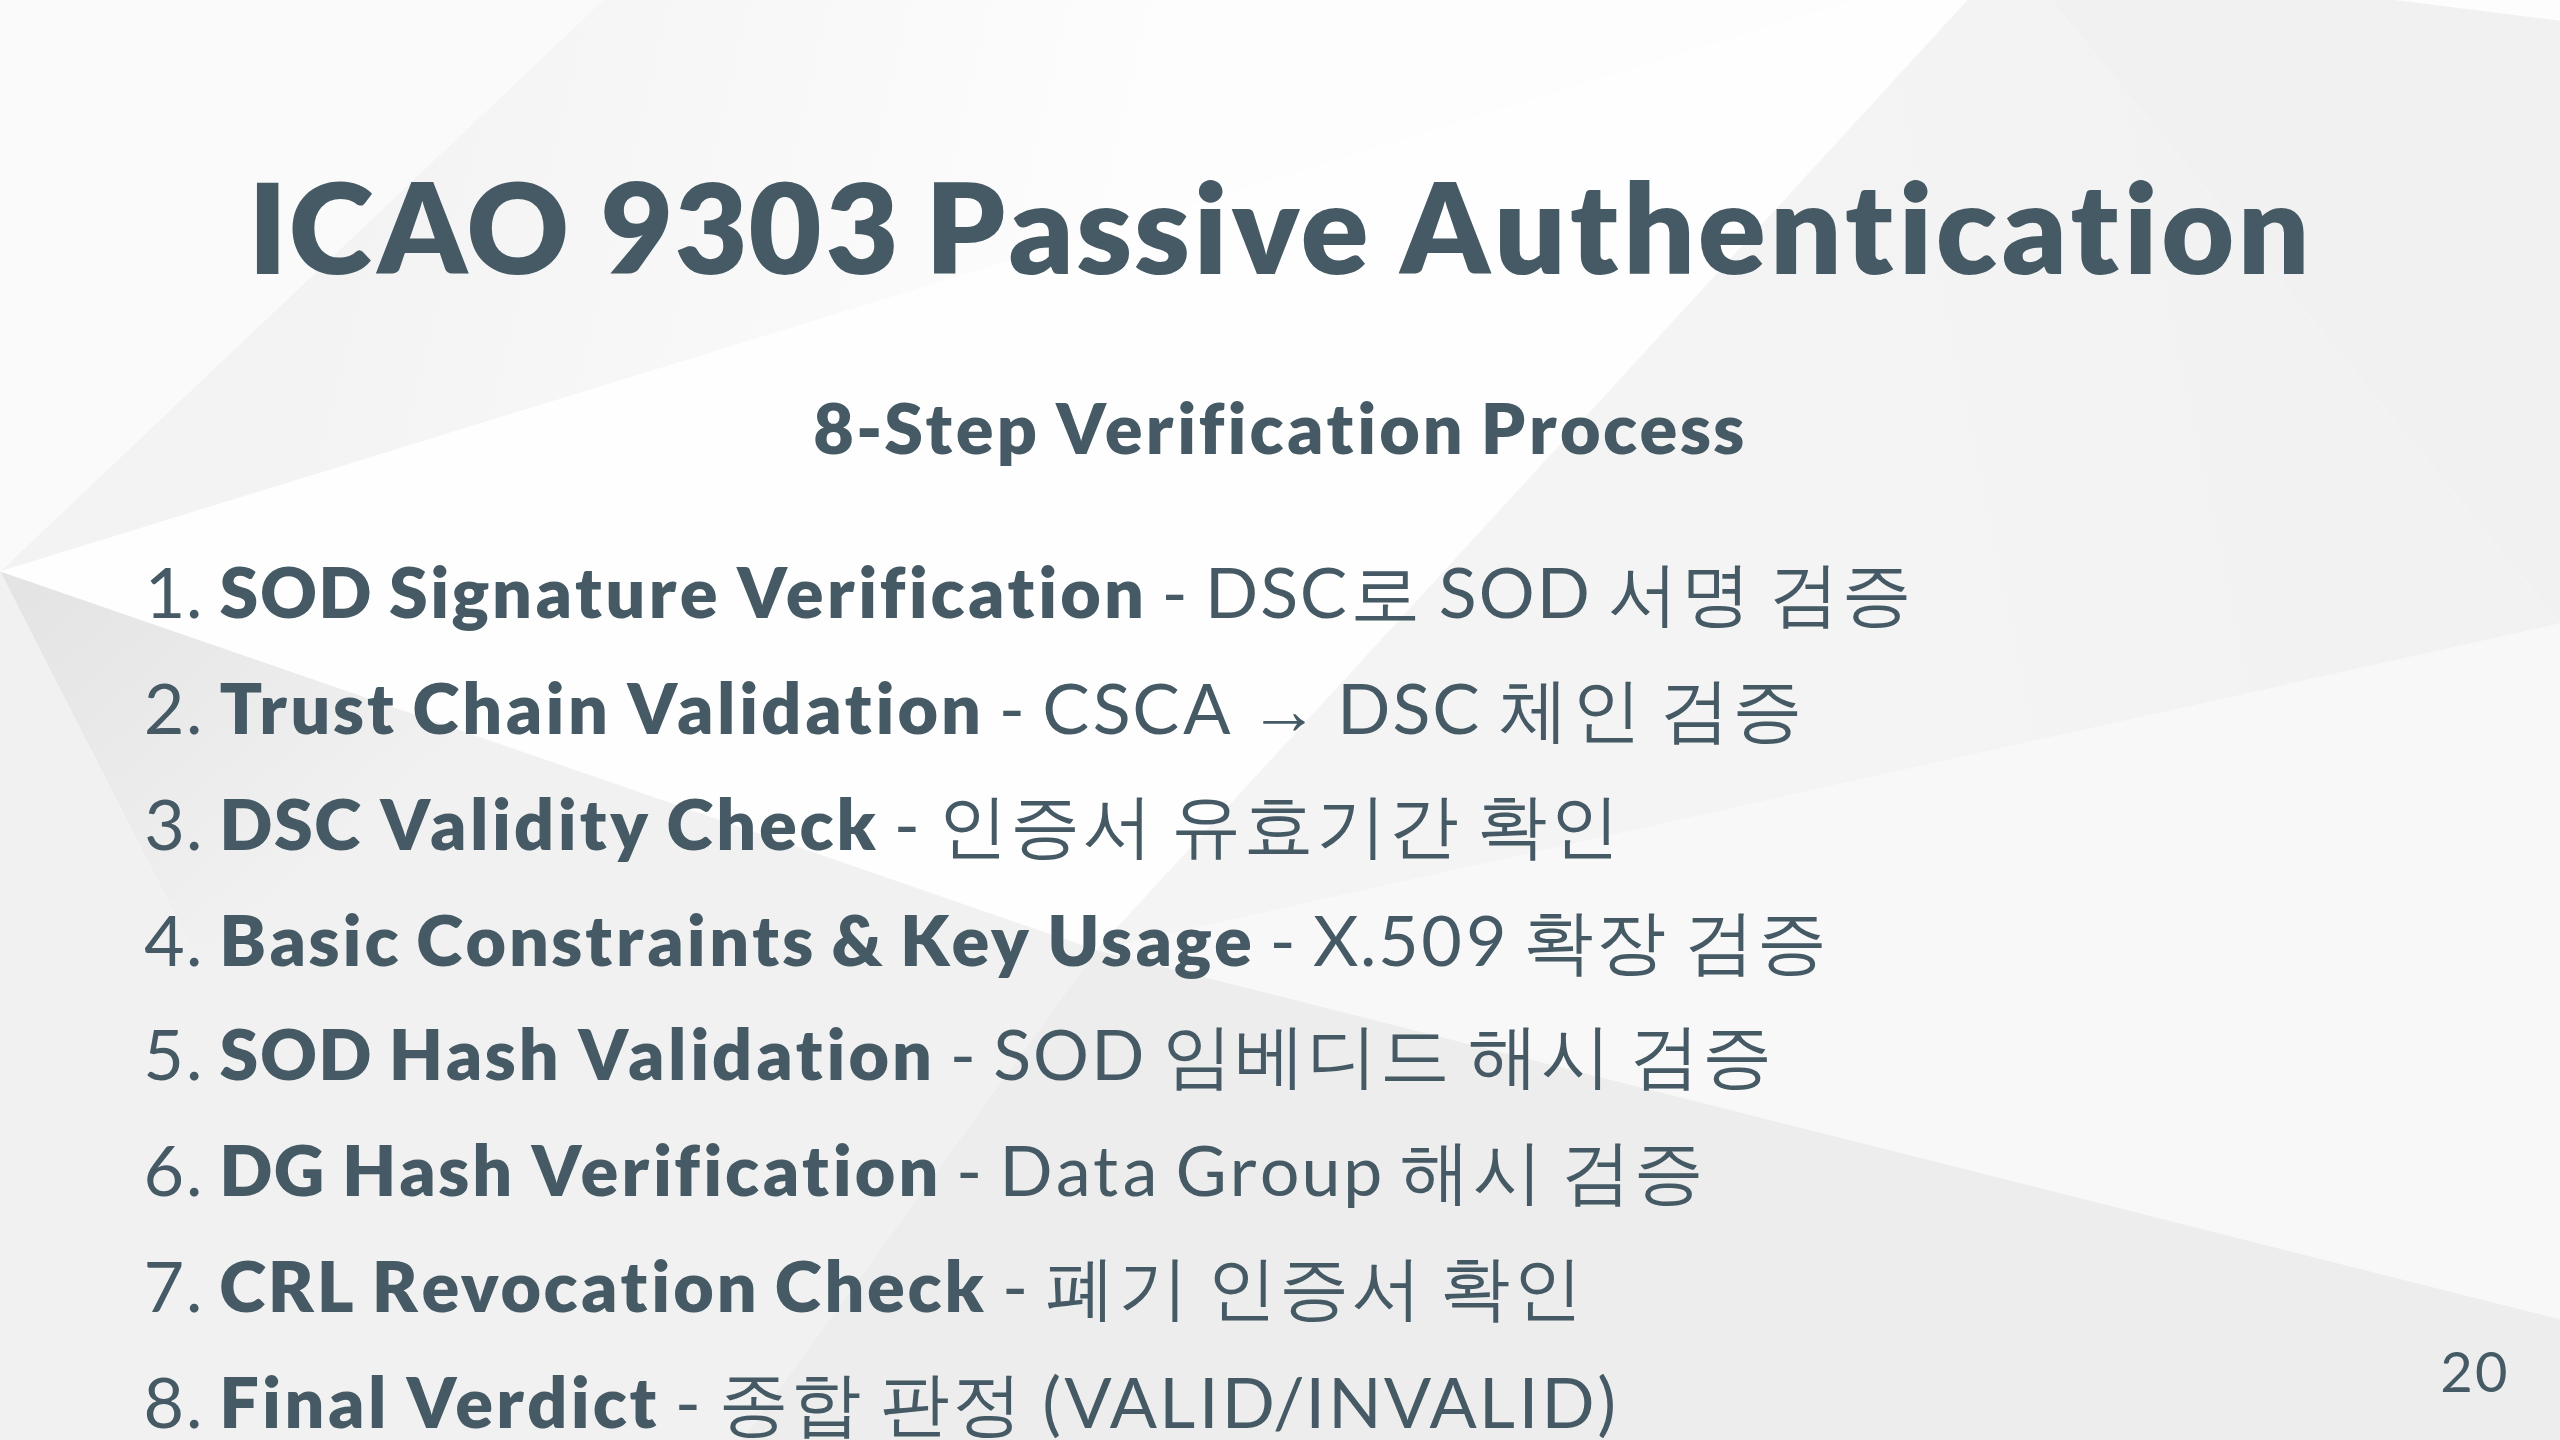 ICAO 9303 Passive Authentication
8-Step Verification Process
1. SOD Signature Verification - DSC로 SOD 서명 검증
2. Trust Chain Validation - CSCA → DSC 체인 검증
3. DSC Validity Check - 인증서 유효기간 확인
4. Basic Constraints & Key Usage - X.509 확장 검증
5. SOD Hash Validation - SOD 임베디드 해시 검증
6. DG Hash Verification - Data Group 해시 검증
7. CRL Revocation Check - 폐기 인증서 확인
8. Final Verdict - 종합 판정 (VALID/INVALID)
20